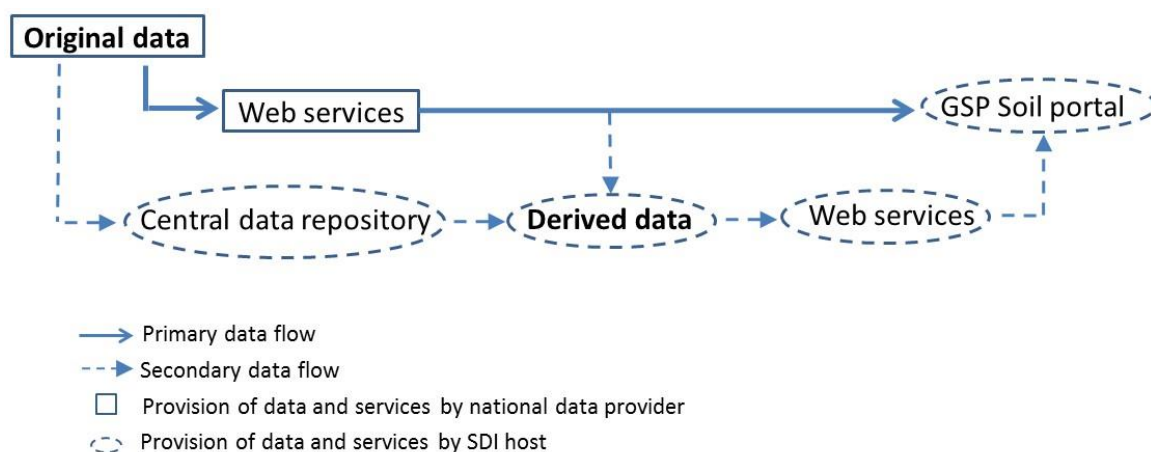 Original data
Web services
GSP Soil portal
Central data repository
Derived data
Web services
Primary data flow
Secondary data flow
Provision of data and services by national data provider
Provision of data and services by SDI host